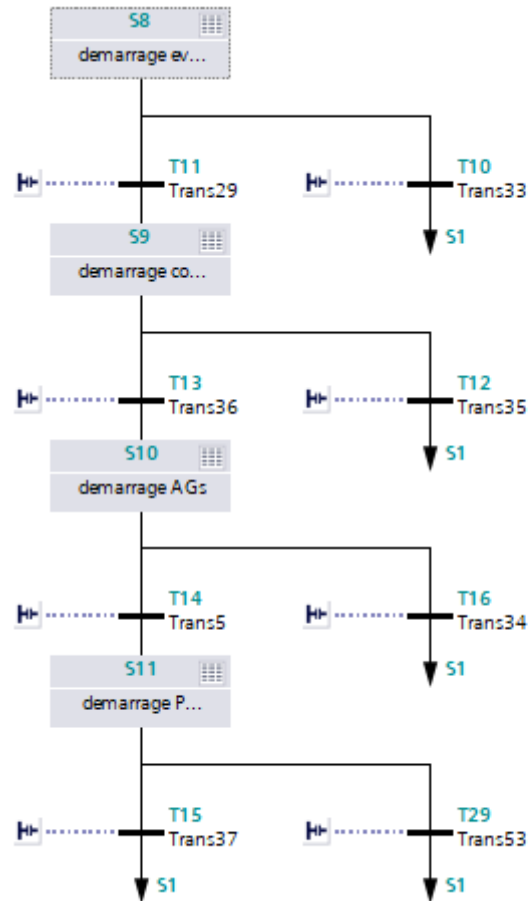 S8
demarrage ev...
T11
Trans29
T10
Trans33
S1
S9
demarrage co...
T13
Trans36
T12
Trans35
S1
S10
demarrage AGs
T14
Trans5
T16
Trans34
S1
S11
demarrage P...
T15
Trans37
T29
Trans53
S1
S1